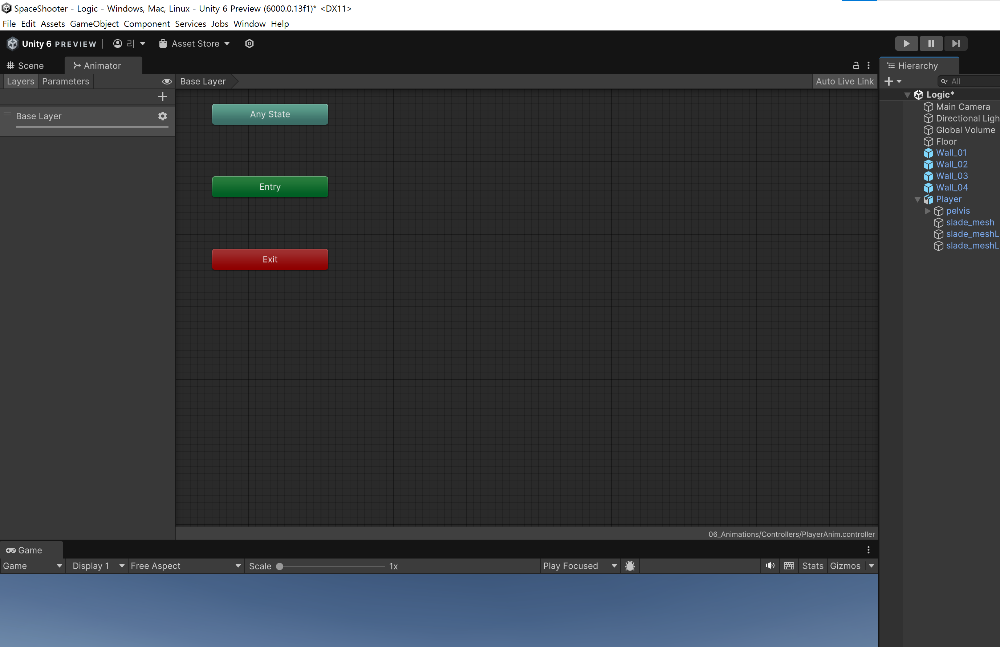 SpaceShooter - Logic - Windows, Mac, Linux - Unity 6 Preview (6000.0.13f1)* <DX11>
File Edit Assets GameObject Component Services Jobs Window Help
Unity 6 PREVIEW 리 Asset Store
Scene Animator
Layers Parameters Base Layer Auto Live Link
Base Layer
Any State
Entry
Exit
06_Animations/Controllers/PlayerAnim.controller
Hierarchy
All
Logic*
Main Camera
Directional Ligh
Global Volume
Floor
Wall_01
Wall_02
Wall_03
Wall_04
Player
pelvis
slade_mesh
slade_meshL
slade_meshL
Game
Game Display 1 Free Aspect Scale 1x Play Focused Stats Gizmos